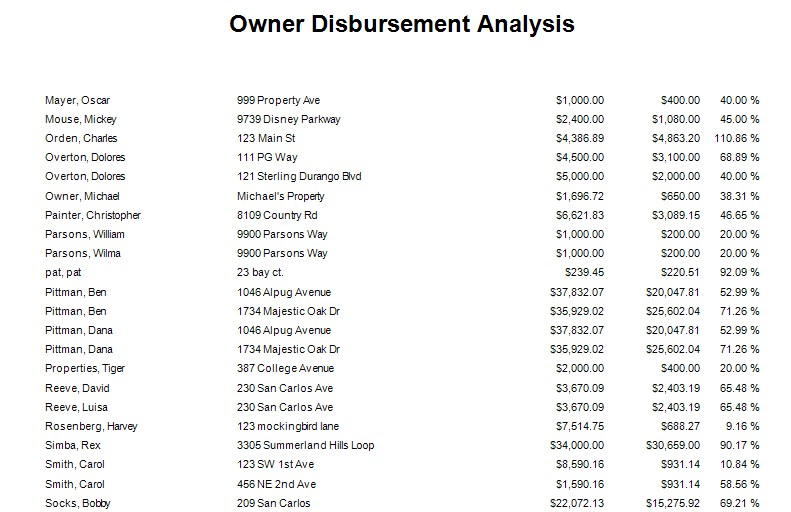 Owner Disbursement Analysis
Mayer, Oscar 999 Property Ave $1,000.00 $400.00 40.00 %
Mouse, Mickey 9739 Disney Parkway $2,400.00 $1,080.00 45.00 %
Orden, Charles 123 Main St $4,386.89 $4,863.20 110.86 %
Overton, Dolores 111 PG Way $4,500.00 $3,100.00 68.89 %
Overton, Dolores 121 Sterling Durango Blvd $5,000.00 $2,000.00 40.00 %
Owner, Michael Michael's Property $1,696.72 $650.00 38.31 %
Painter, Christopher 8109 Country Rd $6,621.83 $3,089.15 46.65 %
Parsons, William 9900 Parsons Way $1,000.00 $200.00 20.00 %
Parsons, Wilma 9900 Parsons Way $1,000.00 $200.00 20.00 %
pat, pat 23 bay ct. $239.45 $220.51 92.09 %
Pittman, Ben 1046 Alpug Avenue $37,832.07 $20,047.81 52.99 %
Pittman, Ben 1734 Majestic Oak Dr $35,929.02 $25,602.04 71.26 %
Pittman, Dana 1046 Alpug Avenue $37,832.07 $20,047.81 52.99 %
Pittman, Dana 1734 Majestic Oak Dr $35,929.02 $25,602.04 71.26 %
Properties, Tiger 387 College Avenue $2,000.00 $400.00 20.00 %
Reeve, David 230 San Carlos Ave $3,670.09 $2,403.19 65.48 %
Reeve, Luisa 230 San Carlos Ave $3,670.09 $2,403.19 65.48 %
Rosenberg, Harvey 123 mockingbird lane $7,514.75 $688.27 9.16 %
Simba, Rex 3305 Summerland Hills Loop $34,000.00 $30,659.00 90.17 %
Smith, Carol 123 SW 1st Ave $8,590.16 $931.14 10.84 %
Smith, Carol 456 NE 2nd Ave $1,590.16 $931.14 58.56 %
Socks, Bobby 209 San Carlos $22,072.13 $15,275.92 69.21 %